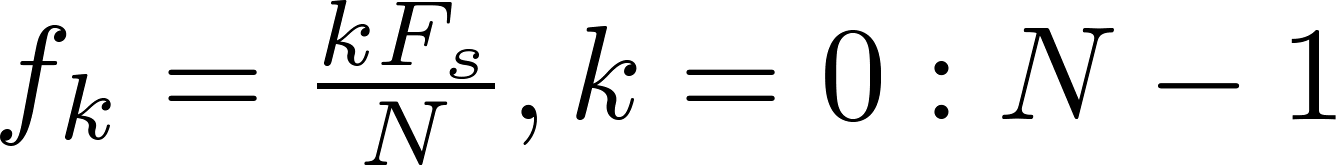 f_k = \frac{kF_s}{N}, k = 0 : N - 1